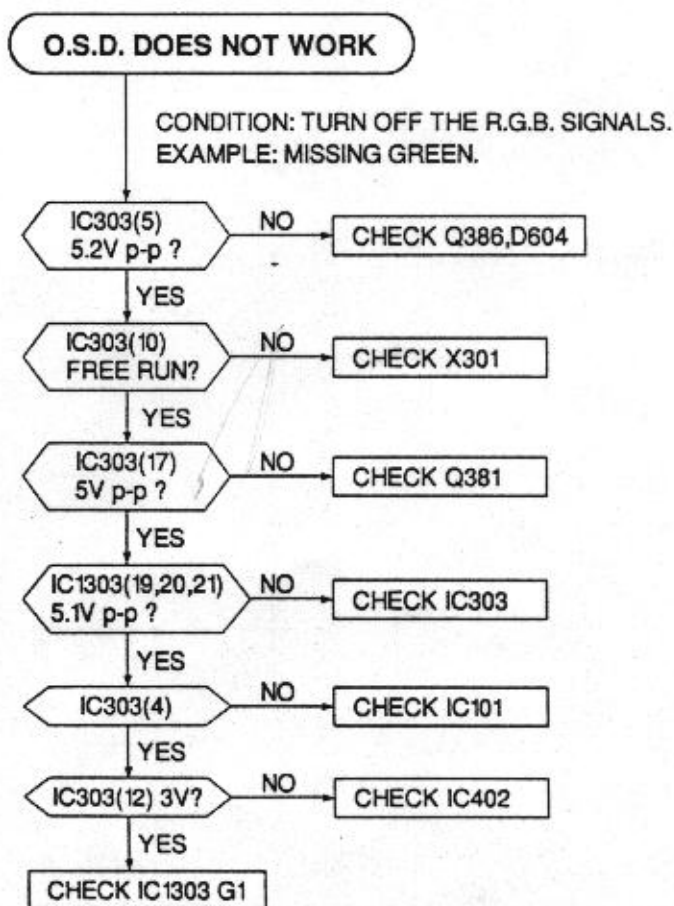 O.S.D. DOES NOT WORK
CONDITION: TURN OFF THE R.G.B. SIGNALS.
EXAMPLE: MISSING GREEN.
IC303(5)
5.2V p-p ?
NO
CHECK Q386,D604
YES
IC303(10)
FREE RUN?
NO
CHECK X301
YES
IC303(17)
5V p-p ?
NO
CHECK Q381
YES
IC1303(19,20,21)
5.1V p-p ?
NO
CHECK IC303
YES
IC303(4)
NO
CHECK IC101
YES
IC303(12) 3V?
NO
CHECK IC402
YES
CHECK IC1303 G1